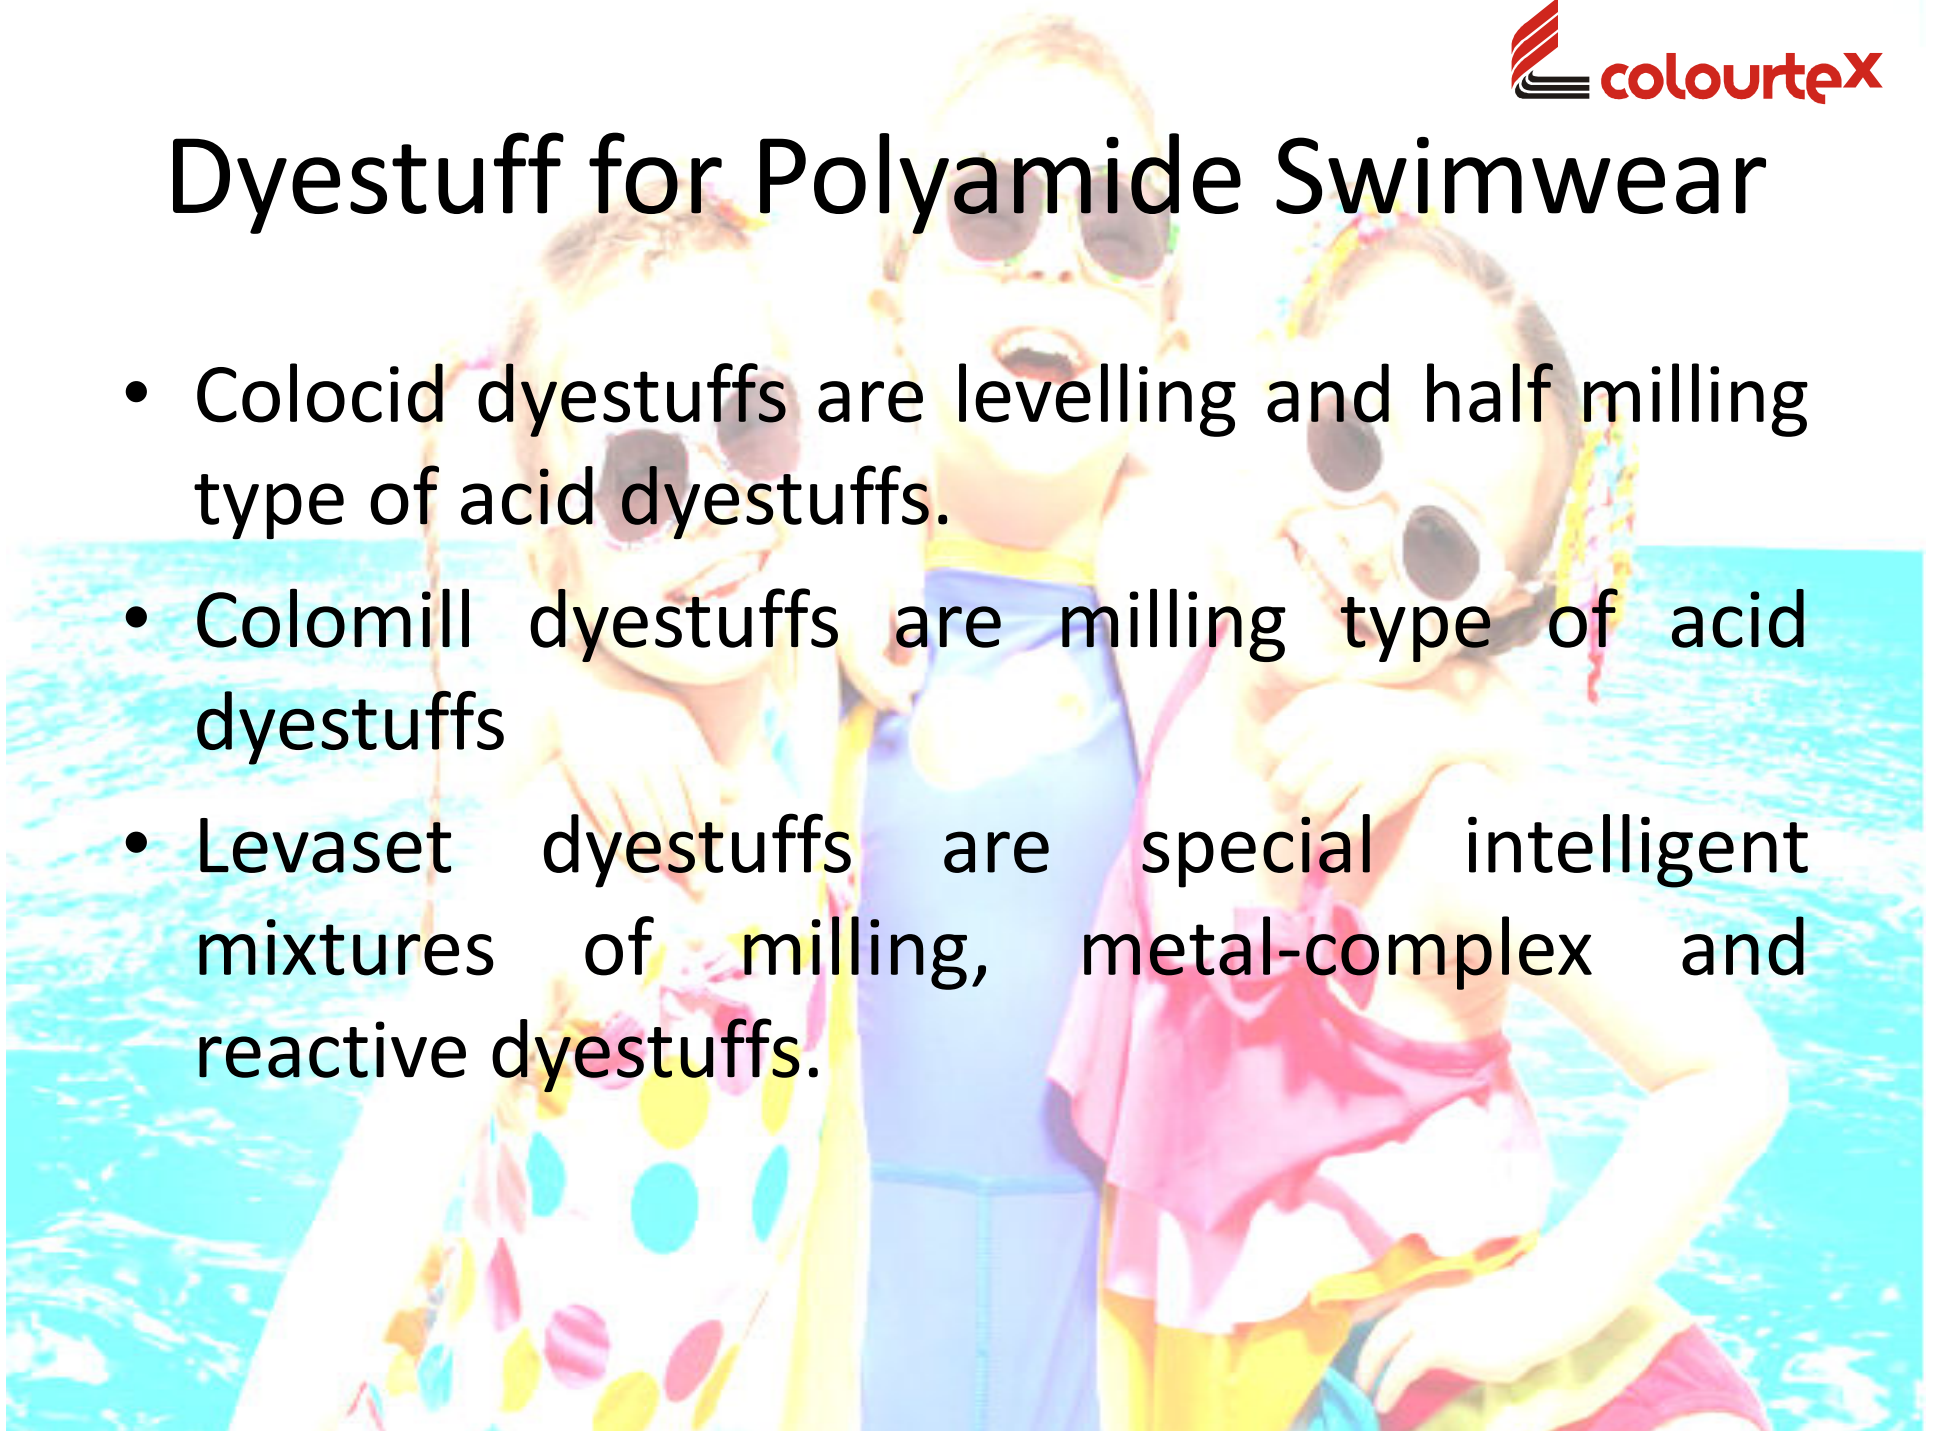 colourtex
Dyestuff for Polyamide Swimwear
• Colocid dyestuffs are levelling and half milling
type of acid dyestuffs.
• Colomill dyestuffs are milling type of acid
dyestuffs
• Levaset dyestuffs are special intelligent
mixtures of milling, metal-complex and
reactive dyestuffs.